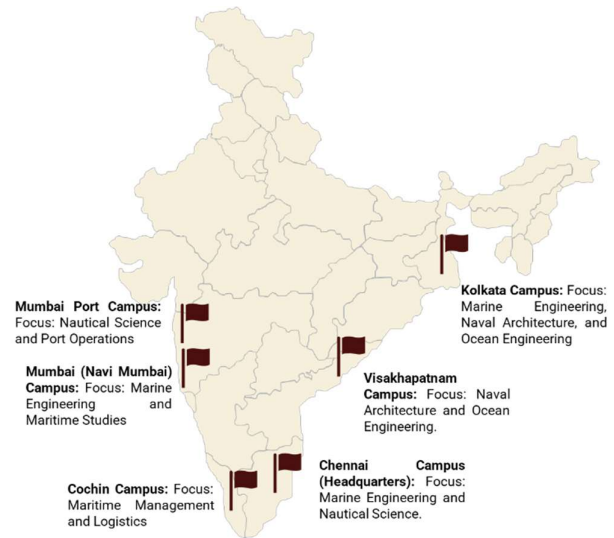 Mumbai Port Campus:
Focus: Nautical Science
and Port Operations
Mumbai (Navi Mumbai)
Campus: Focus: Marine
Engineering and
Maritime Studies
Cochin Campus: Focus:
Maritime Management
and Logistics
Kolkata Campus: Focus:
Marine Engineering,
Naval Architecture, and
Ocean Engineering
Visakhapatnam
Campus: Focus: Naval
Architecture and Ocean
Engineering.
Chennai Campus
(Headquarters): Focus:
Marine Engineering and
Nautical Science.